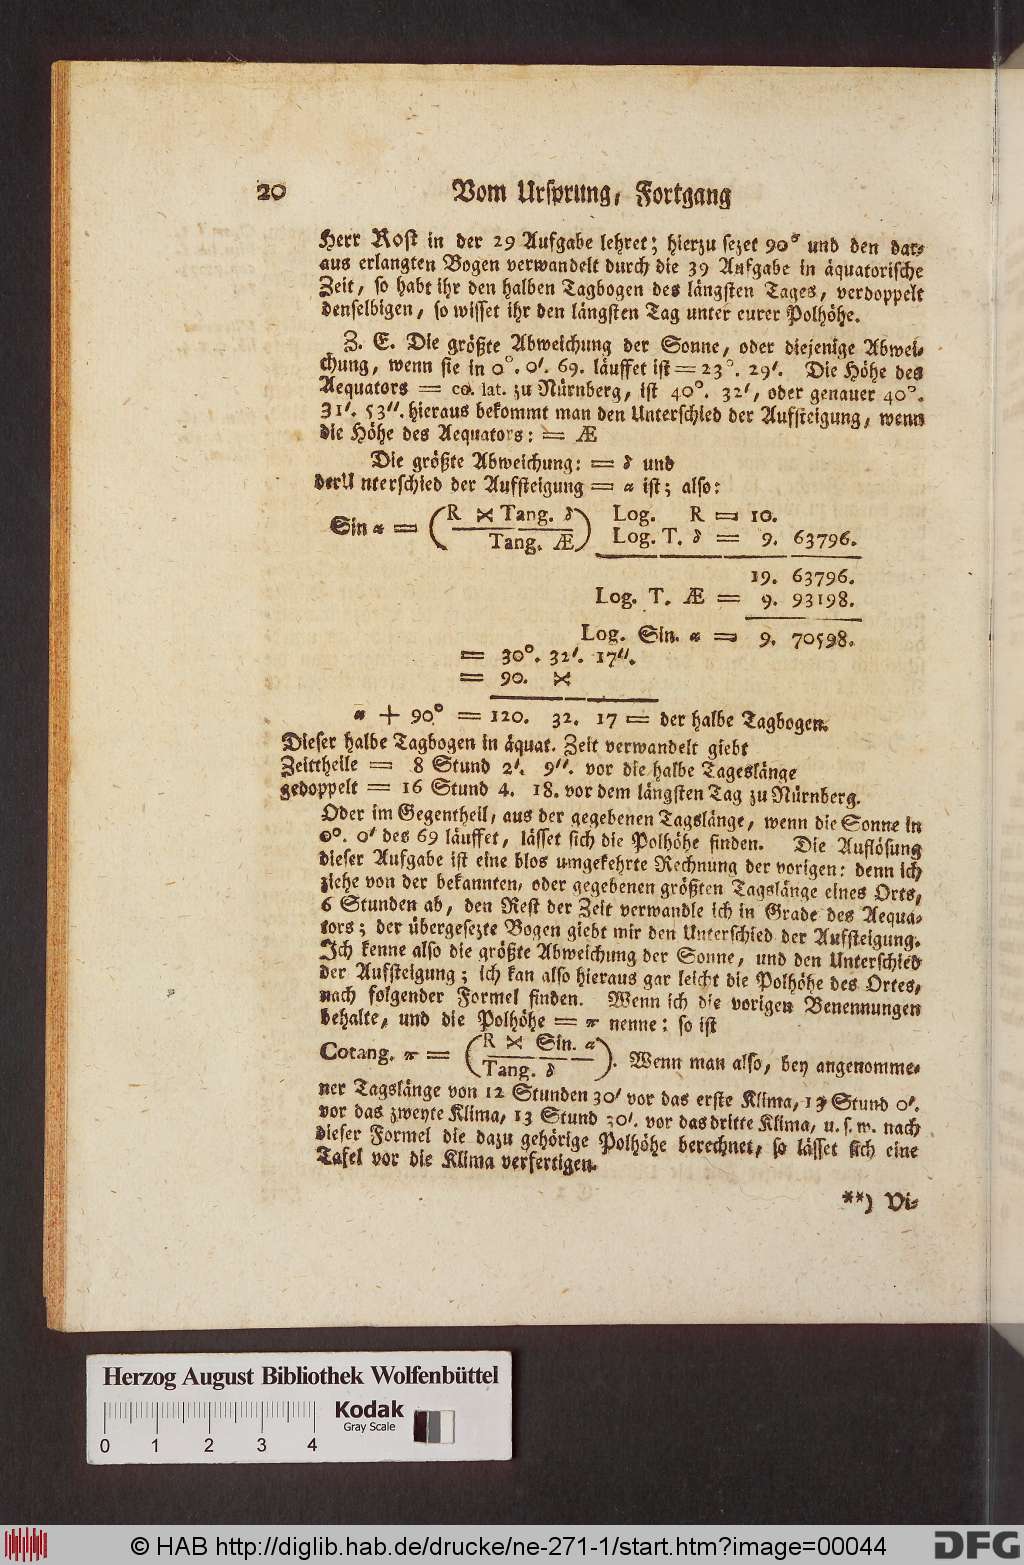 20 Vom Ursprung, Fortgang
Herr Rost in der 29 Aufgabe lehret; hierzu sezet 90° und den dar-
aus erlangten Bogen verwandelt durch die 39 Aufgabe in äquatorische
Zeit, so habt ihr den halben Tagbogen des längsten Tages, verdoppelt
denselbigen, so wisset ihr den längsten Tag unter eurer Polhöhe.
Z. E. Die größte Abweichung der Sonne, oder diejenige Abwei-
chung, wenn sie in 0°. 0′. 69. läuffet ist = 23°. 29′. Die Höhe des
Aequators = co. lat. zu Nürnberg, ist 40°. 32′, oder genauer 40°.
31′. 53″. hieraus bekommt man den Unterschied der Aufsteigung, wenn
die Höhe des Aequators: = Æ
Die größte Abweichung: = δ und
derU nterschied der Aufsteigung = α ist; also:
Sin α = (R × Tang. δ / Tang. Æ) Log. R = 10.
Log. T. δ = 9. 63796.
19. 63796.
Log. T. Æ = 9. 93198.
Log. Sin. α = 9. 70598.
= 30°. 32′. 17″.
= 90. ×
α + 90° = 120. 32. 17 = der halbe Tagbogen.
Dieser halbe Tagbogen in äquat. Zeit verwandelt giebt
Zeittheile = 8 Stund 2′. 9″. vor die halbe Tageslänge
gedoppelt = 16 Stund 4. 18. vor dem längsten Tag zu Nürnberg.
Oder im Gegentheil, aus der gegebenen Tagslänge, wenn die Sonne in
0°. 0′ des 69 läuffet, lässet sich die Polhöhe finden. Die Auflösung
dieser Aufgabe ist eine blos umgekehrte Rechnung der vorigen: denn ich
ziehe von der bekannten, oder gegebenen größten Tagslänge eines Orts,
6 Stunden ab, den Rest der Zeit verwandle ich in Grade des Aequa-
tors; der übergesezte Bogen giebt mir den Unterschied der Aufsteigung.
Ich kenne also die größte Abweichung der Sonne, und den Unterschied
der Aufsteigung; ich kan also hieraus gar leicht die Polhöhe des Ortes,
nach folgender Formel finden. Wenn ich die vorigen Benennungen
behalte, und die Polhöhe = π nenne: so ist
Cotang. π = (R × Sin. α / Tang. δ). Wenn man also, bey angenomme-
ner Tagslänge von 12 Stunden 30′ vor das erste Klima, 13 Stund 0′.
vor das zweyte Klima, 13 Stund 30′. vor das dritte Klima, u. s. w. nach
dieser Formel die dazu gehörige Polhöhe berechnet, so lässet sich eine
Tafel vor die Klima verfertigen.
**) Vi-
Herzog August Bibliothek Wolfenbüttel
Kodak
Gray Scale
0 1 2 3 4
© HAB http://diglib.hab.de/drucke/ne-271-1/start.htm?image=00044
DFG